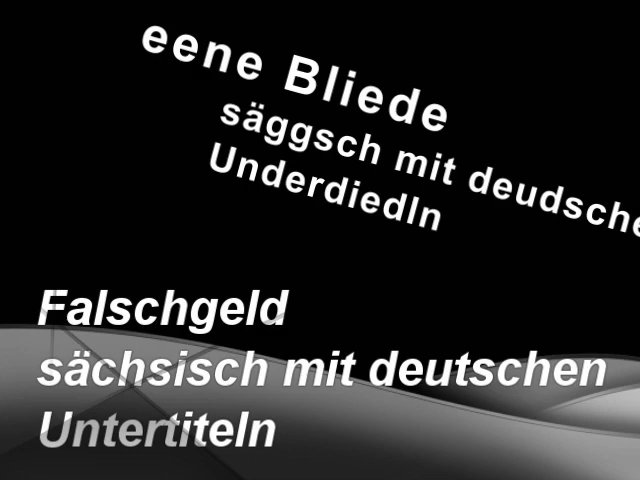 eene Bliede
säggsch mit deudsche
Underdiedln
Falschgeld
sächsisch mit deutschen
Untertiteln